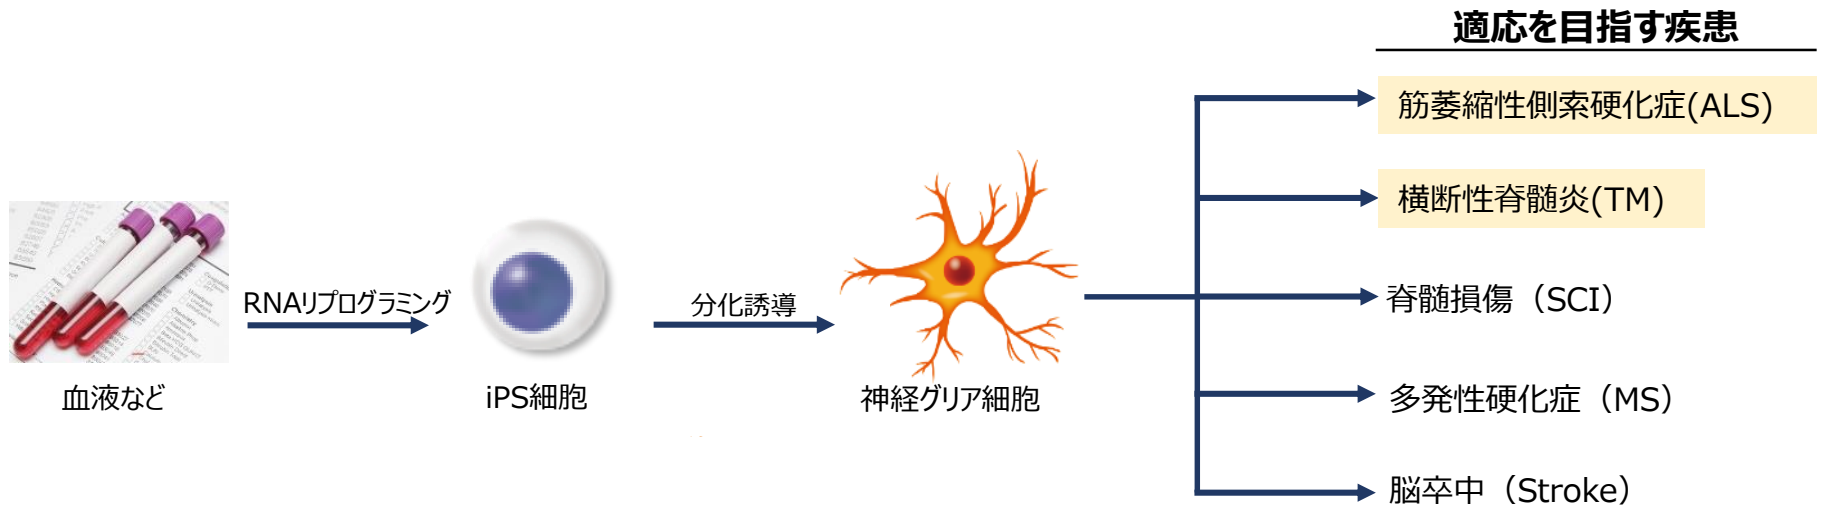 適応を目指す疾患
筋萎縮性側索硬化症(ALS)
横断性脊髄炎(TM)
RNAリプログラミング
分化誘導
脊髄損傷（SCI）
血液など
iPS細胞
神経グリア細胞
多発性硬化症（MS）
脳卒中（Stroke）